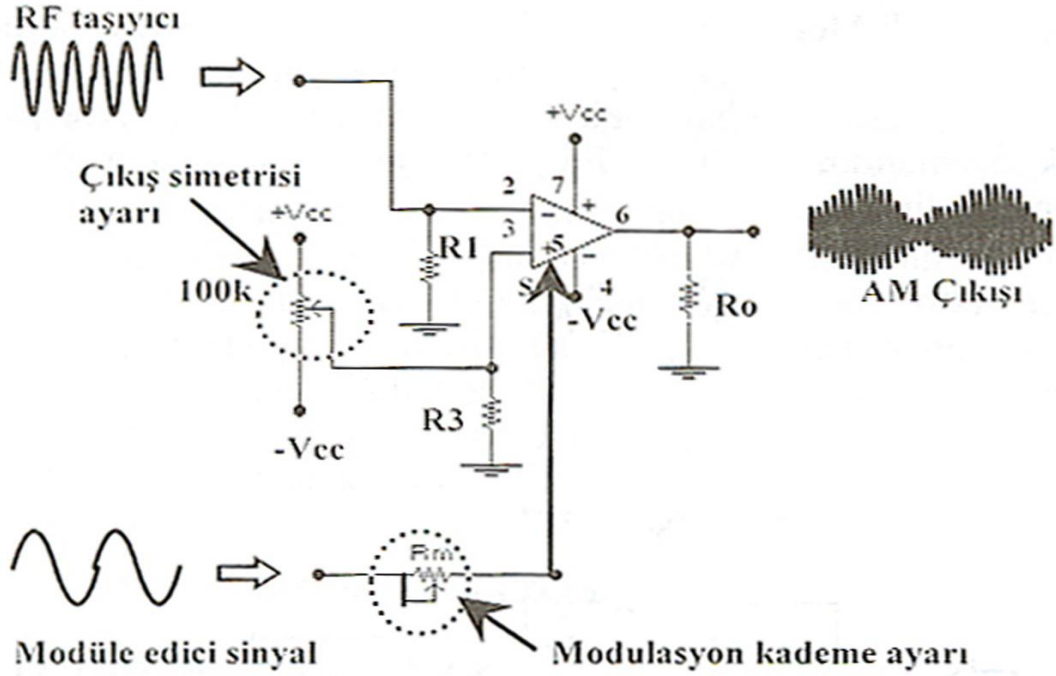 RF taşıyıcı
+Vcc
Çıkış simetrisi
ayarı
+Vcc
2
7
+
-
6
3
R1
+
5
-
100k
S
4
-Vcc
Ro
AM Çıkışı
R3
-Vcc
Rm
Modüle edici sinyal
Modulasyon kademe ayarı